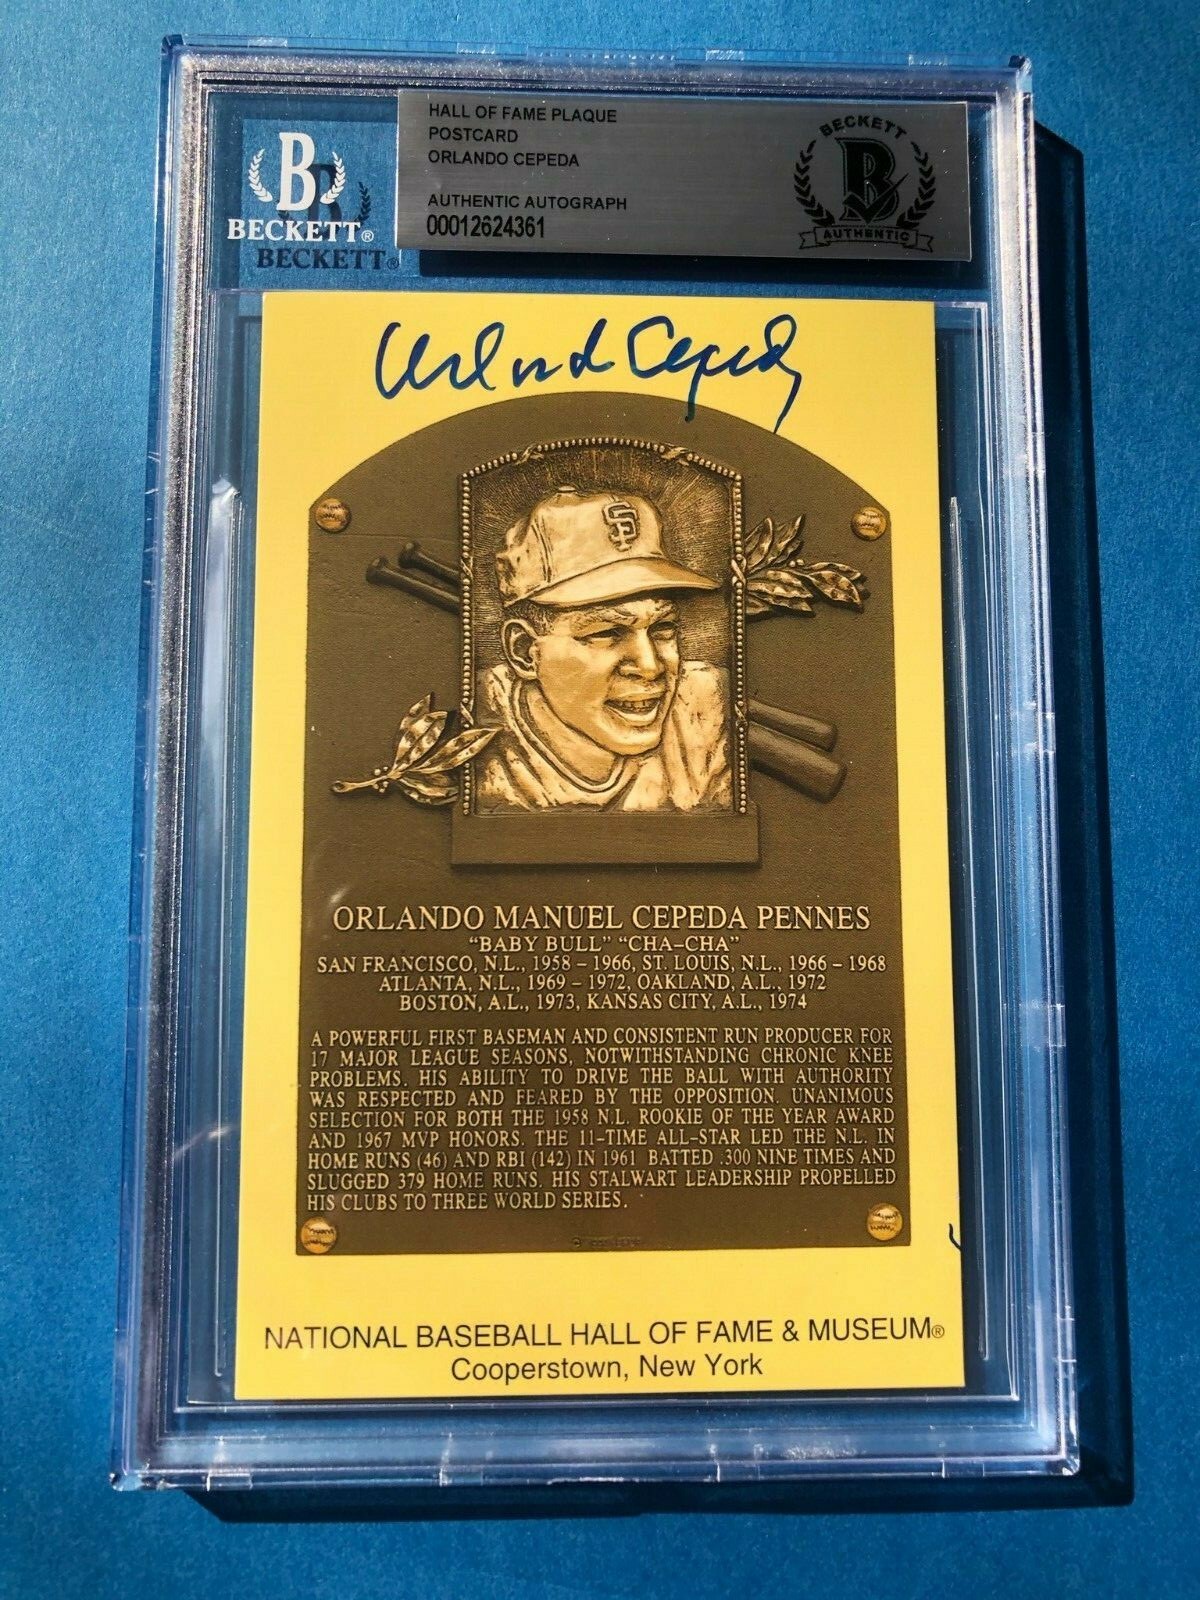 HALL OF FAME PLAQUE
POSTCARD
ORLANDO CEPEDA
AUTHENTIC AUTOGRAPH
00012624361
B
BECKETT®
BECKETT®
BECKETT
B
AUTHENTIC
Orlando Cepeda
SF
ORLANDO MANUEL CEPEDA PENNES
"BABY BULL" "CHA-CHA"
SAN FRANCISCO, N.L., 1958 – 1966, ST. LOUIS, N.L., 1966 – 1968
ATLANTA, N.L., 1969 – 1972, OAKLAND, A.L., 1972
BOSTON, A.L., 1973, KANSAS CITY, A.L., 1974
A POWERFUL FIRST BASEMAN AND CONSISTENT RUN PRODUCER FOR
17 MAJOR LEAGUE SEASONS, NOTWITHSTANDING CHRONIC KNEE
PROBLEMS. HIS ABILITY TO DRIVE THE BALL WITH AUTHORITY
WAS RESPECTED AND FEARED BY THE OPPOSITION. UNANIMOUS
SELECTION FOR BOTH THE 1958 N.L. ROOKIE OF THE YEAR AWARD
AND 1967 MVP HONORS. THE 11-TIME ALL-STAR LED THE N.L. IN
HOME RUNS (46) AND RBI (142) IN 1961. BATTED .300 NINE TIMES AND
SLUGGED 379 HOME RUNS. HIS STALWART LEADERSHIP PROPELLED
HIS CLUBS TO THREE WORLD SERIES.
NATIONAL BASEBALL HALL OF FAME & MUSEUM®
Cooperstown, New York